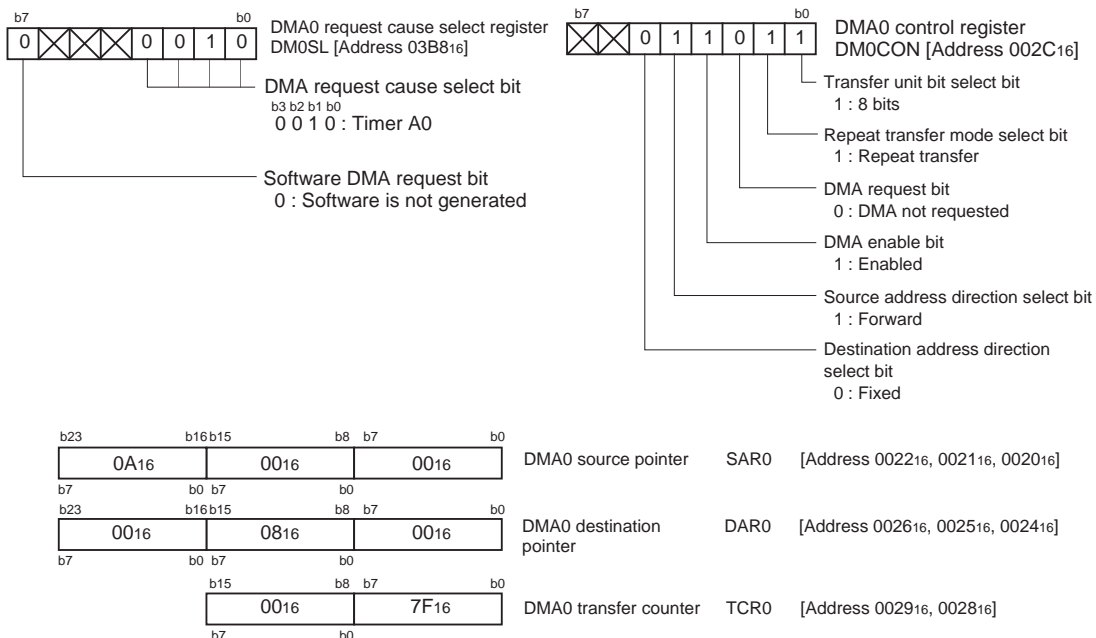 b7 b0
0 0 0 1 0
DMA0 request cause select register
DM0SL [Address 03B816]
DMA request cause select bit
b3 b2 b1 b0
0 0 1 0 : Timer A0
Software DMA request bit
0 : Software is not generated
b7 b0
0 1 1 0 1 1
DMA0 control register
DM0CON [Address 002C16]
Transfer unit bit select bit
1 : 8 bits
Repeat transfer mode select bit
1 : Repeat transfer
DMA request bit
0 : DMA not requested
DMA enable bit
1 : Enabled
Source address direction select bit
1 : Forward
Destination address direction
select bit
0 : Fixed
b23 b16 b15 b8 b7 b0
0A16 0016 0016 DMA0 source pointer SAR0 [Address 002216, 002116, 002016]
b7 b0 b7 b0
b23 b16 b15 b8 b7 b0
0016 0816 0016 DMA0 destination DAR0 [Address 002616, 002516, 002416]
pointer
b7 b0 b7 b0
b15 b8 b7 b0
0016 7F16 DMA0 transfer counter TCR0 [Address 002916, 002816]
b7 b0